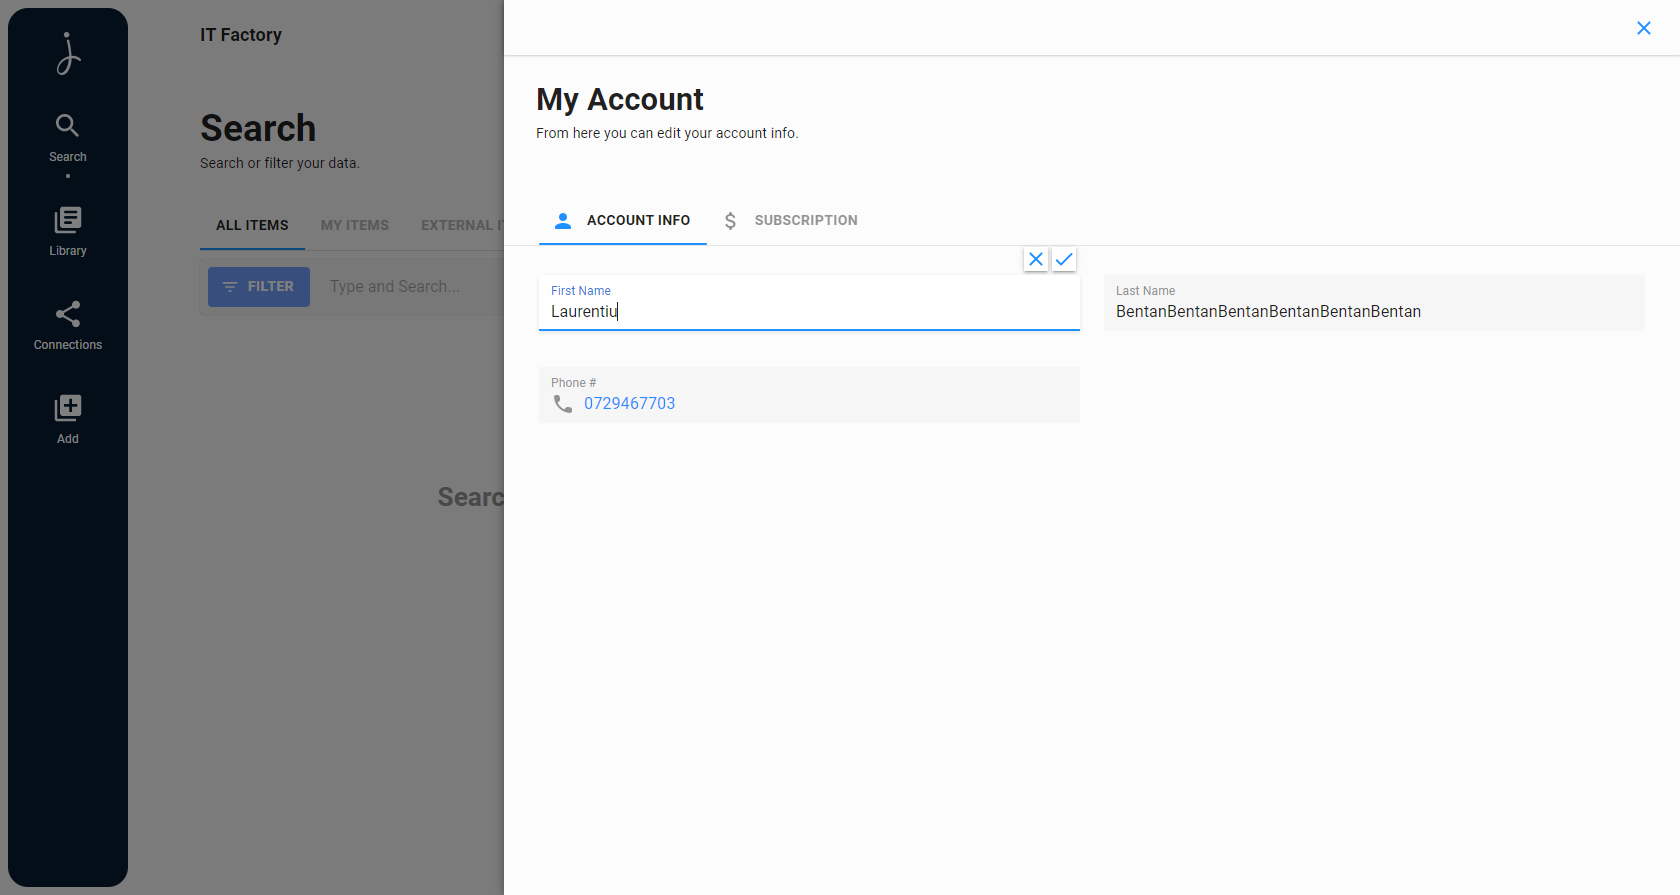 IT Factory
Search
Library
Connections
Add
Search
Search or filter your data.
ALL ITEMS
MY ITEMS
EXTERNAL
FILTER
Type and Search...
Searc
My Account
From here you can edit your account info.
ACCOUNT INFO
SUBSCRIPTION
First Name
Laurentiu
Last Name
BentanBentanBentanBentanBentanBentan
Phone #
0729467703